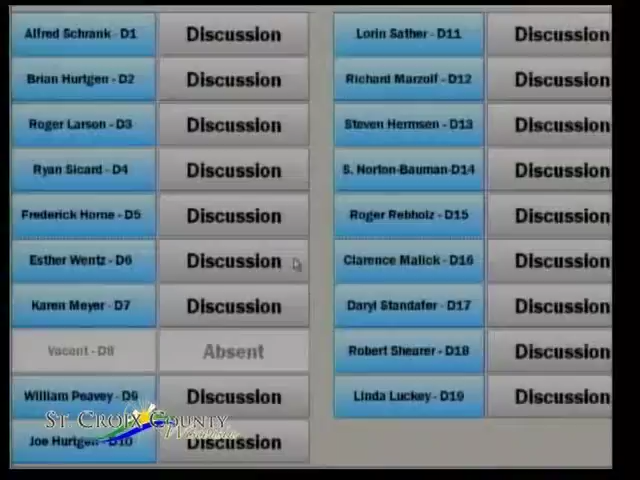 Alfred Schrank - D1 Discussion
Brian Hurtgen - D2 Discussion
Roger Larson - D3 Discussion
Ryan Sicard - D4 Discussion
Frederick Horne - D5 Discussion
Esther Wentz - D6 Discussion
Karen Meyer - D7 Discussion
Vacant - D8 Absent
William Peavey - D9 Discussion
Joe Hurtgen - D10 Discussion
Lorin Sather - D11 Discussion
Richard Marzolf - D12 Discussion
Steven Hermsen - D13 Discussion
S. Norton-Bauman-D14 Discussion
Roger Rebholz - D15 Discussion
Clarence Malick - D16 Discussion
Daryl Standafer - D17 Discussion
Robert Shearer - D18 Discussion
Linda Luckey - D19 Discussion
ST CROIX COUNTY
Wisconsin